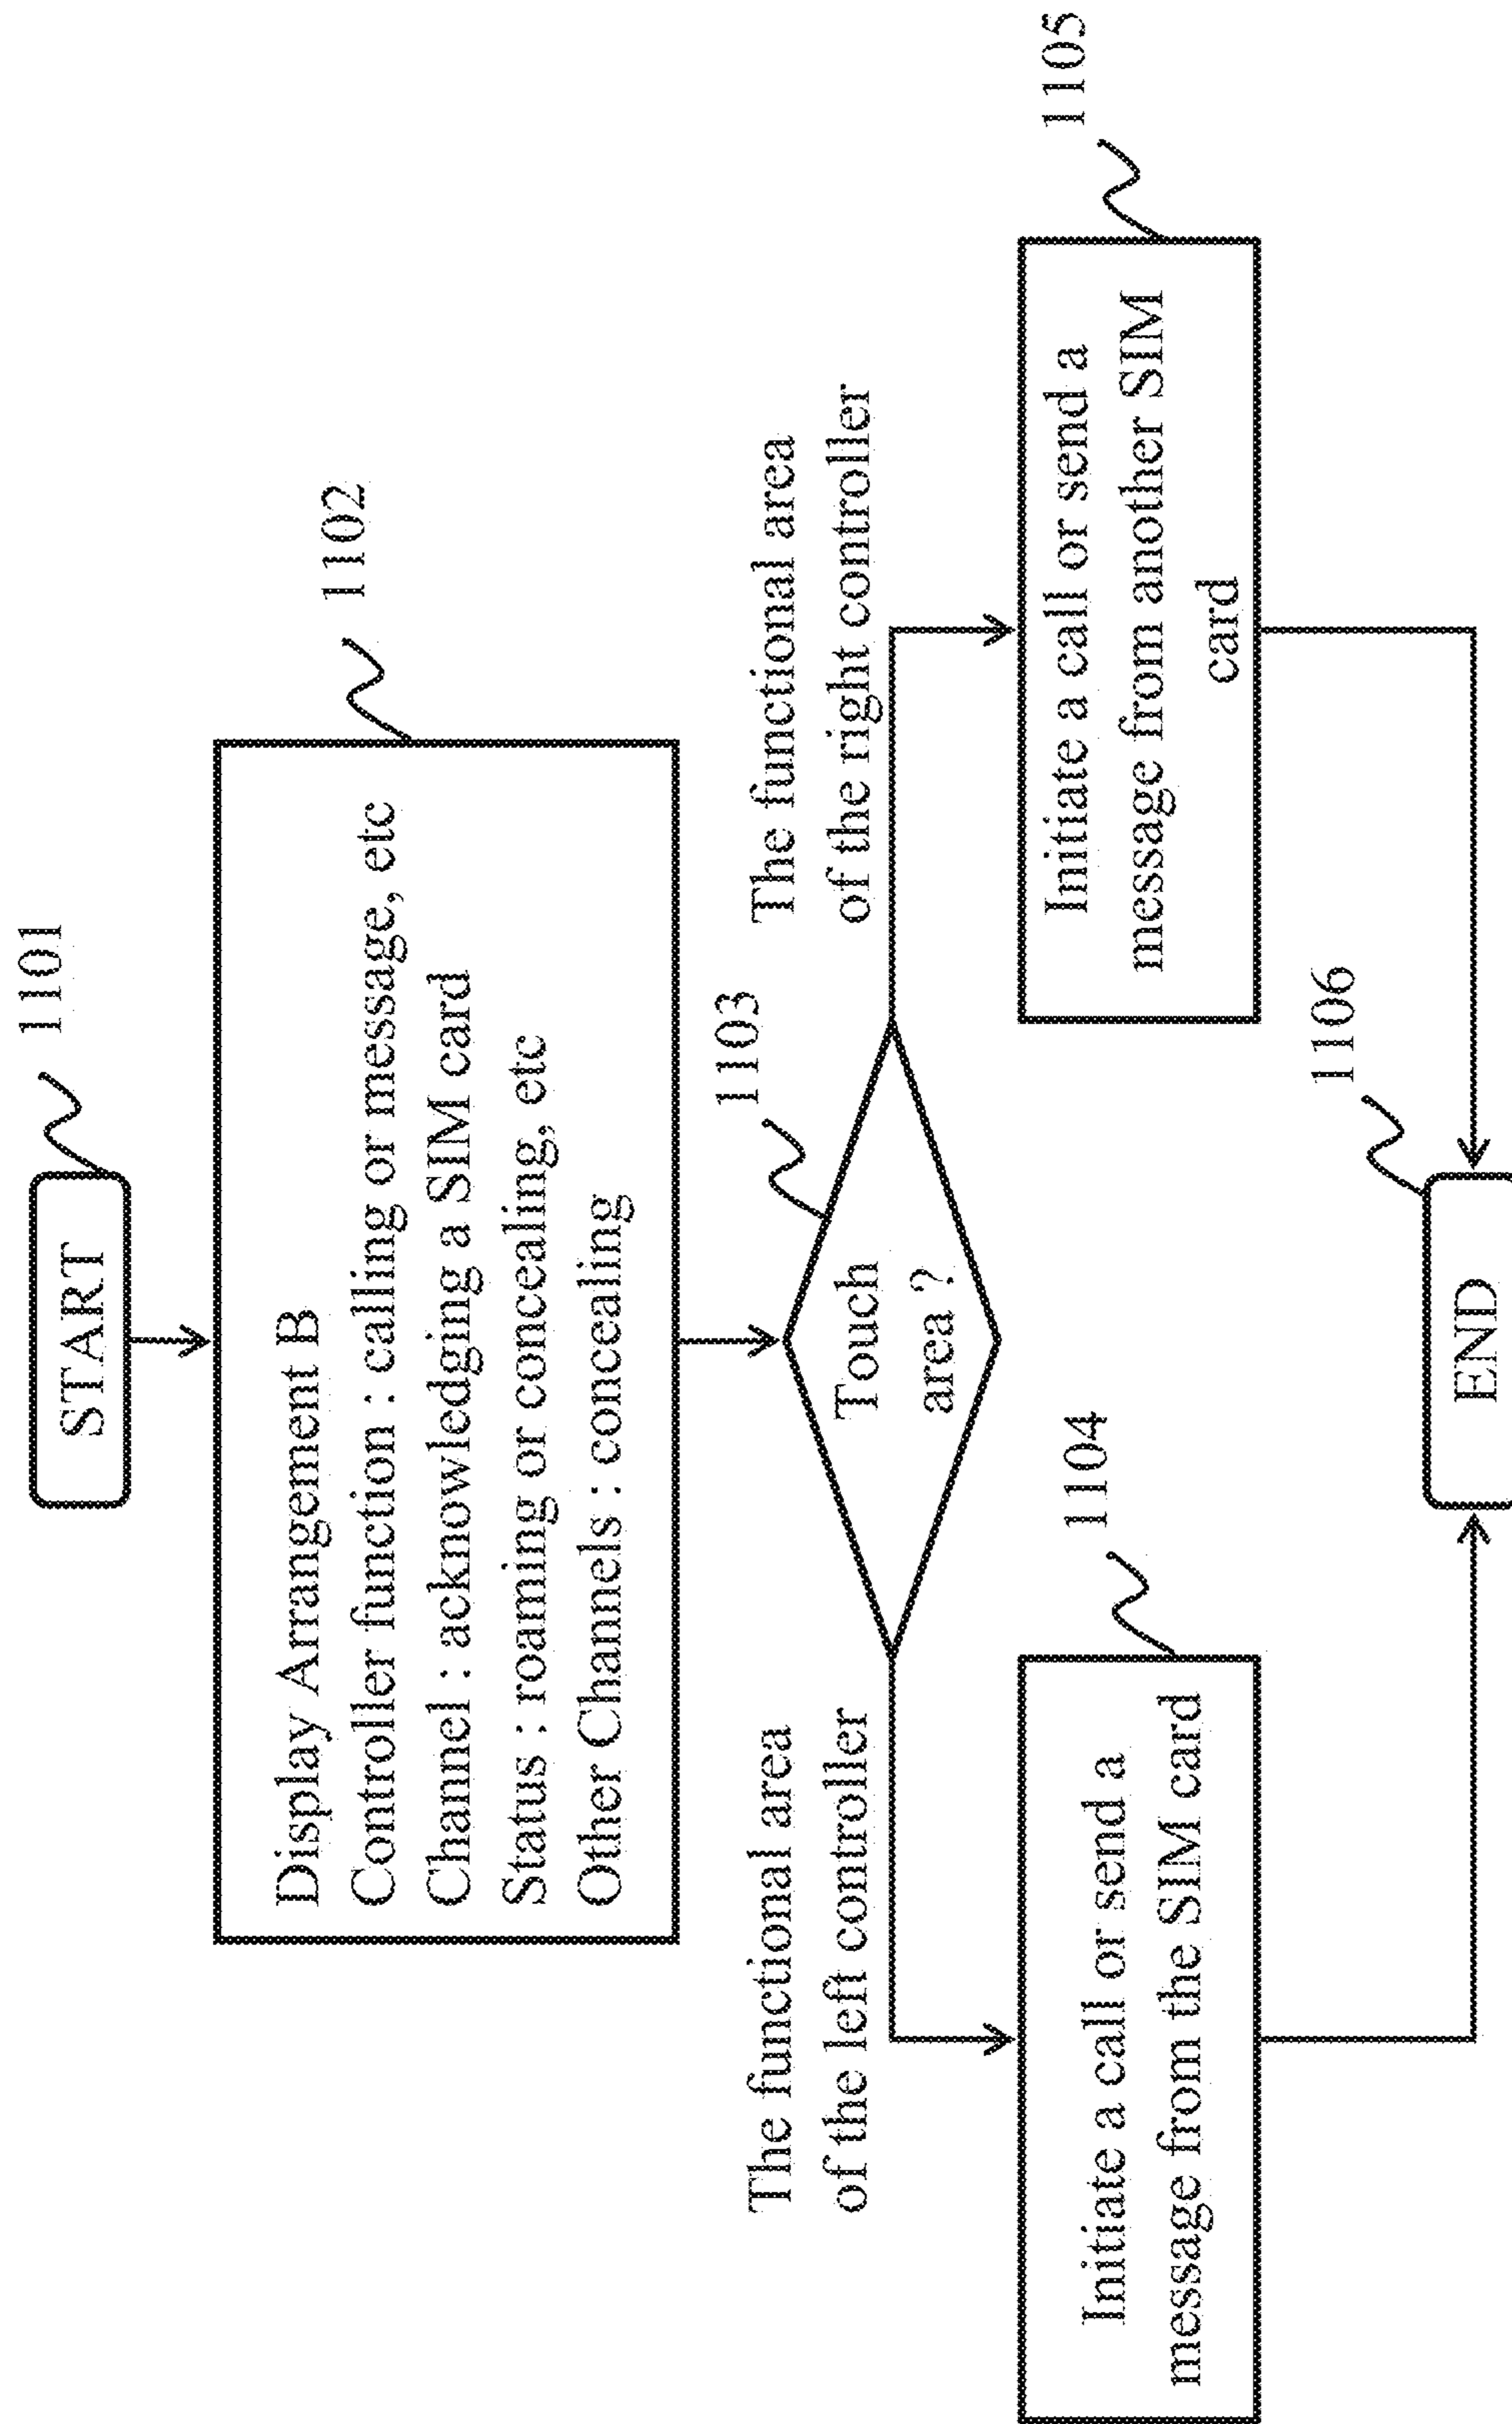 1101
START
1102
Display Arrangement B
Controller function : calling or message, etc
Channel : acknowledging a SIM card
Status : roaming or concealing, etc
Other Channels : concealing
1103
Touch
area ?
The functional area
of the left controller
The functional area
of the right controller
1104
Initiate a call or send a
message from the SIM card
1105
Initiate a call or send a
message from another SIM
card
1106
END